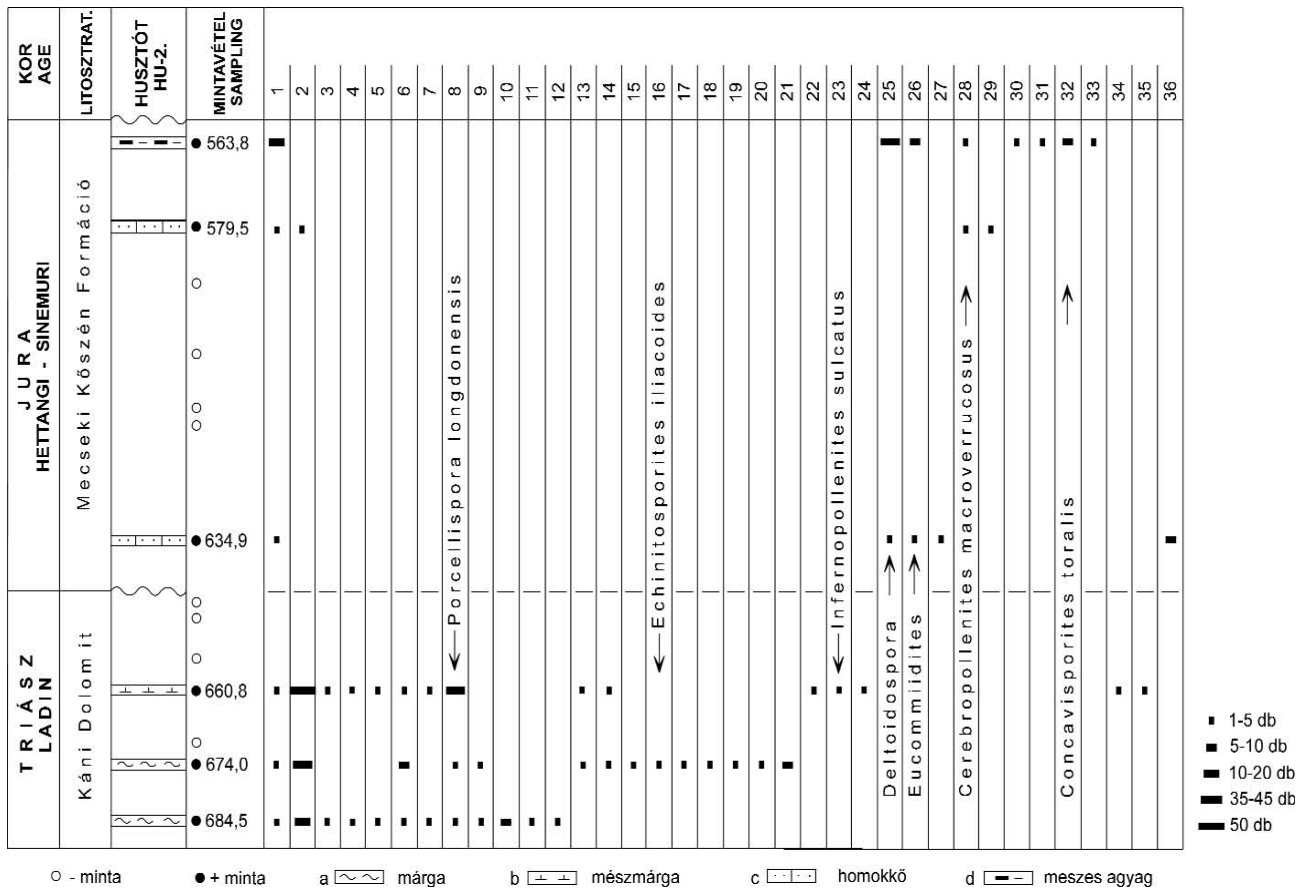 KOR
AGE
LITOSZTRAT.
HUSZTÓT
HU-2.
MINTAVÉTEL
SAMPLING
1 2 3 4 5 6 7 8 9 10 11 12 13 14 15 16 17 18 19 20 21 22 23 24 25 26 27 28 29 30 31 32 33 34 35 36
JURA
HETTANGI - SINEMURI
Mecseki Kőszén Formáció
563,8
579,5
634,9
TRIÁSZ
LADIN
Káni Dolomit
660,8
674,0
684,5
Porcellispora longdonensis
Echinitosporites iliacoides
Infernopollenites sulcatus
Deltoidospora
Eucommiidites
Cerebropollenites macroverrucosus
Concavisporites toralis
1-5 db
5-10 db
10-20 db
35-45 db
50 db
- minta
+ minta
a márga
b mészmárga
c homokkő
d meszes agyag